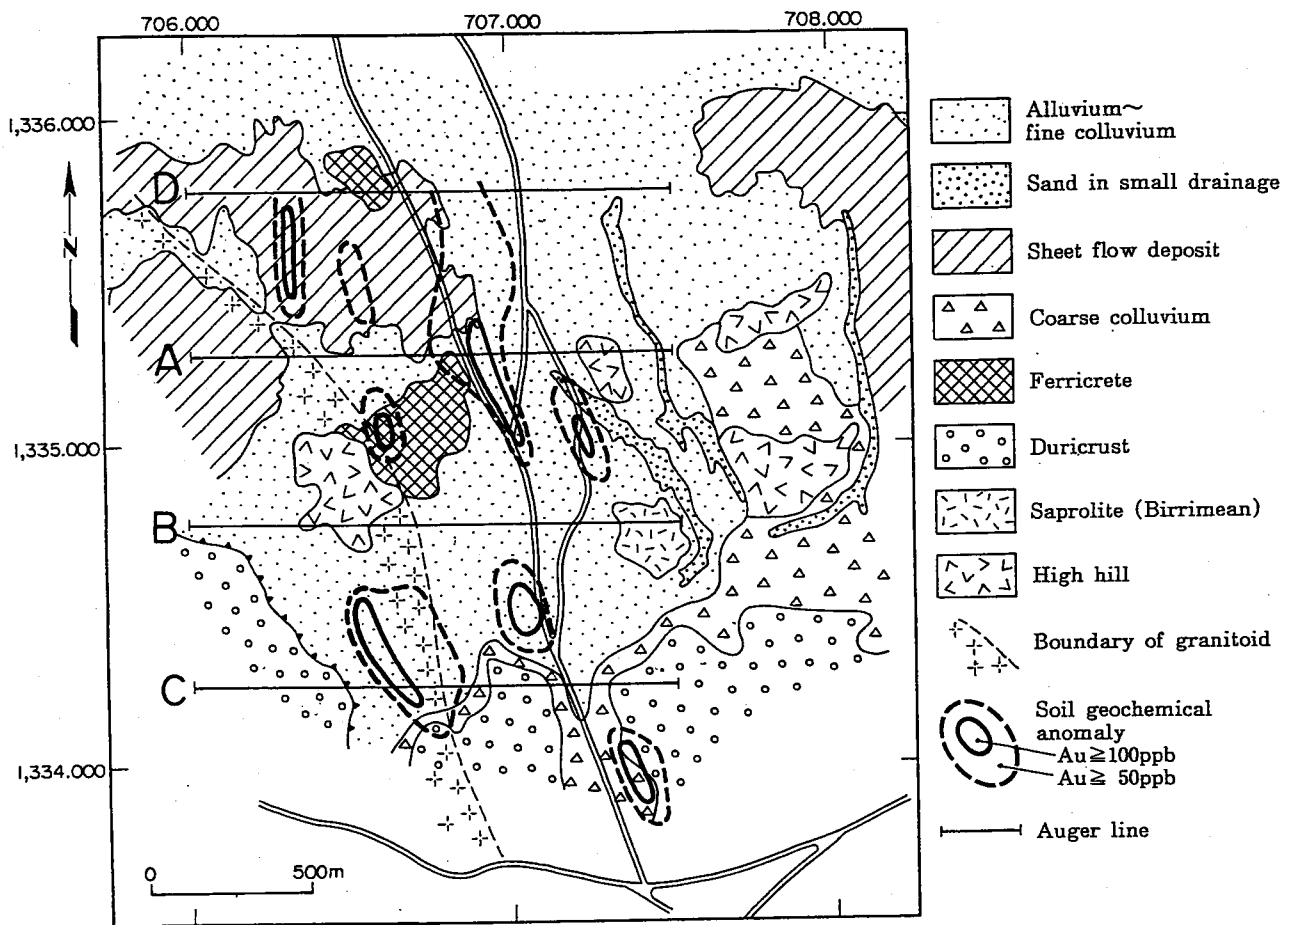 706.000 707.000 708.000
1,336.000
1,335.000
1,334.000
N
D
A
B
C
0 500m
Alluvium~
fine colluvium
Sand in small drainage
Sheet flow deposit
Coarse colluvium
Ferricrete
Duricrust
Saprolite (Birrimean)
High hill
Boundary of granitoid
Soil geochemical
anomaly
Au≧100ppb
Au≧ 50ppb
Auger line